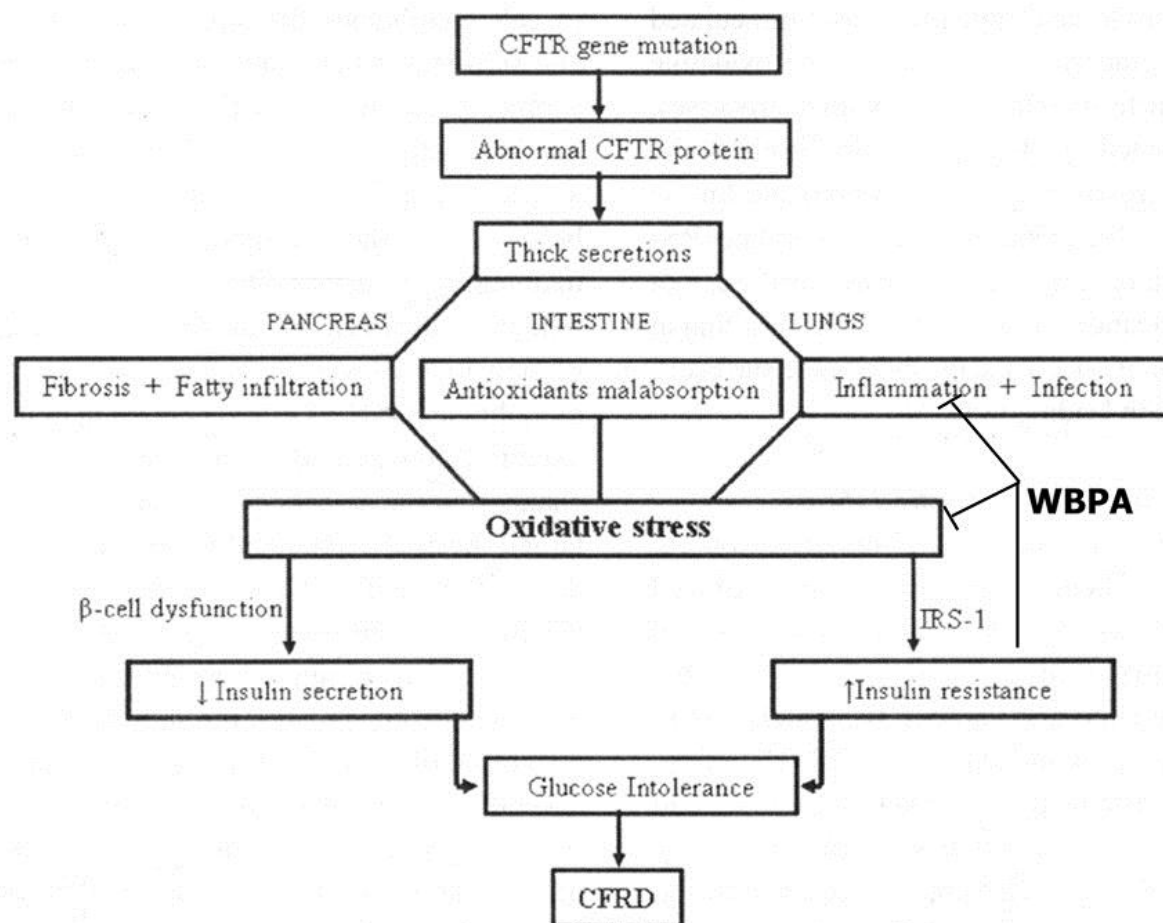 CFTR gene mutation
Abnormal CFTR protein
Thick secretions
PANCREAS
INTESTINE
LUNGS
Fibrosis + Fatty infiltration
Antioxidants malabsorption
Inflammation + Infection
WBPA
Oxidative stress
β-cell dysfunction
IRS-1
↓ Insulin secretion
↑Insulin resistance
Glucose Intolerance
CFRD